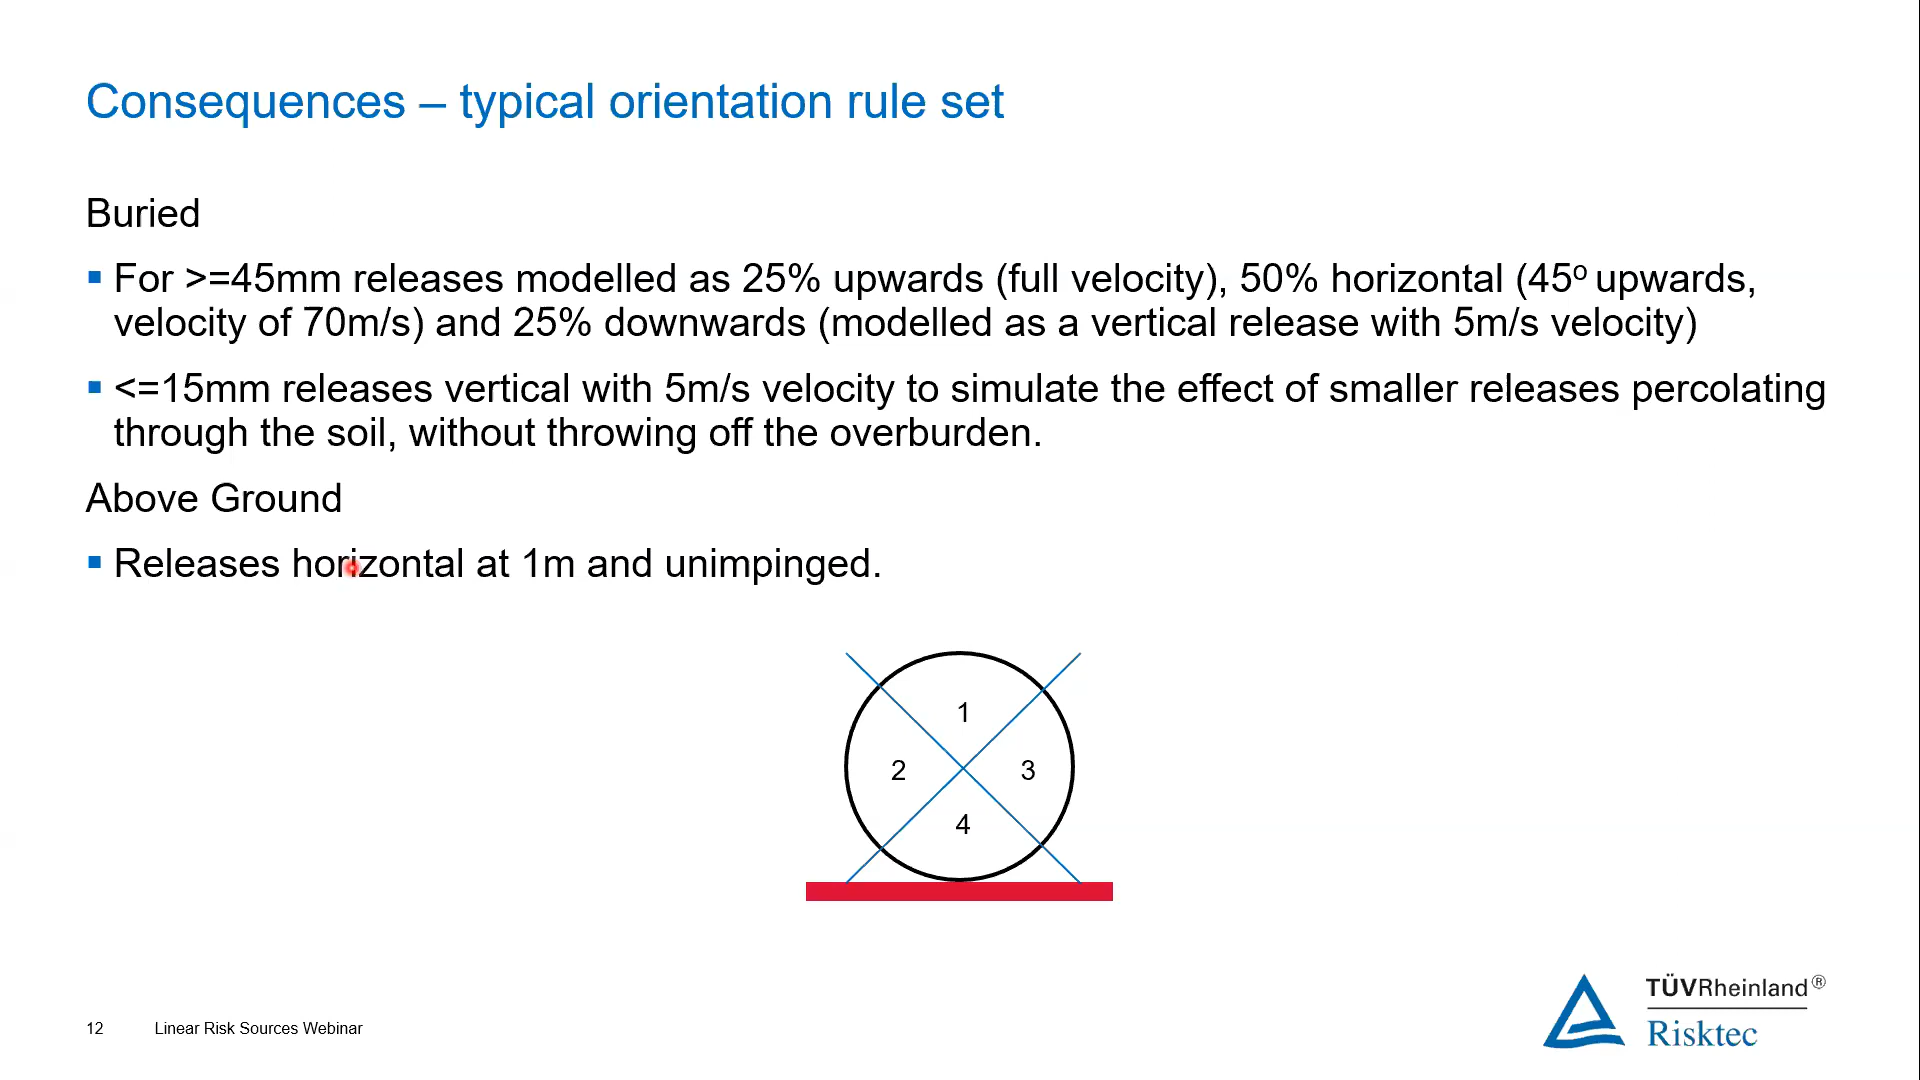 Consequences – typical orientation rule set
Buried
▪ For >=45mm releases modelled as 25% upwards (full velocity), 50% horizontal (45º upwards,
velocity of 70m/s) and 25% downwards (modelled as a vertical release with 5m/s velocity)
▪ <=15mm releases vertical with 5m/s velocity to simulate the effect of smaller releases percolating
through the soil, without throwing off the overburden.
Above Ground
▪ Releases horizontal at 1m and unimpinged.
1
2 3
4
TÜVRheinland®
Risktec
12 Linear Risk Sources Webinar